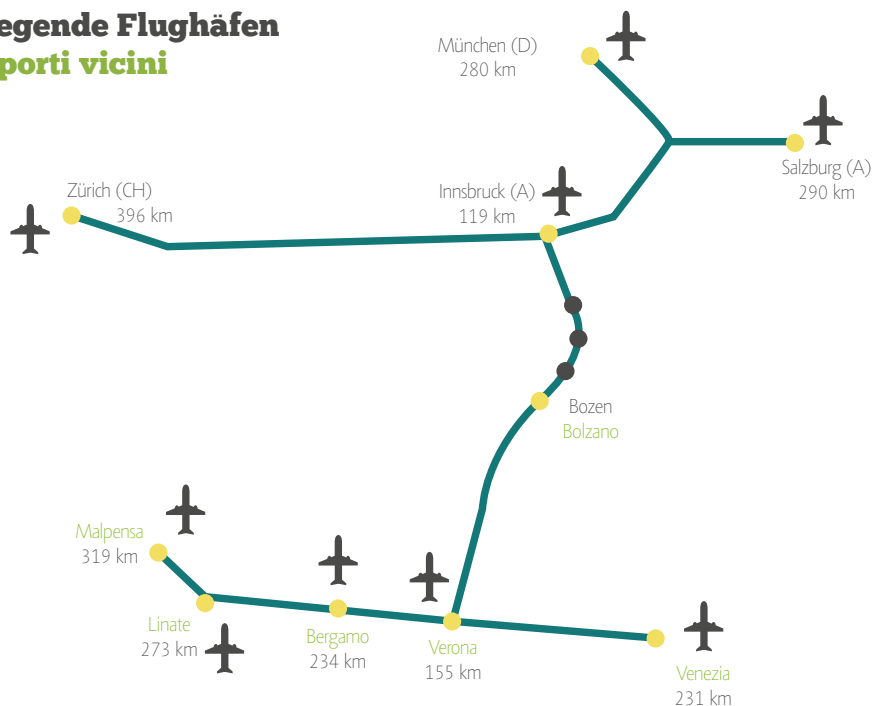 egende Flughäfen
porti vicini
München (D)
280 km
Salzburg (A)
290 km
Zürich (CH)
396 km
Innsbruck (A)
119 km
Bozen
Bolzano
Malpensa
319 km
Linate
273 km
Bergamo
234 km
Verona
155 km
Venezia
231 km